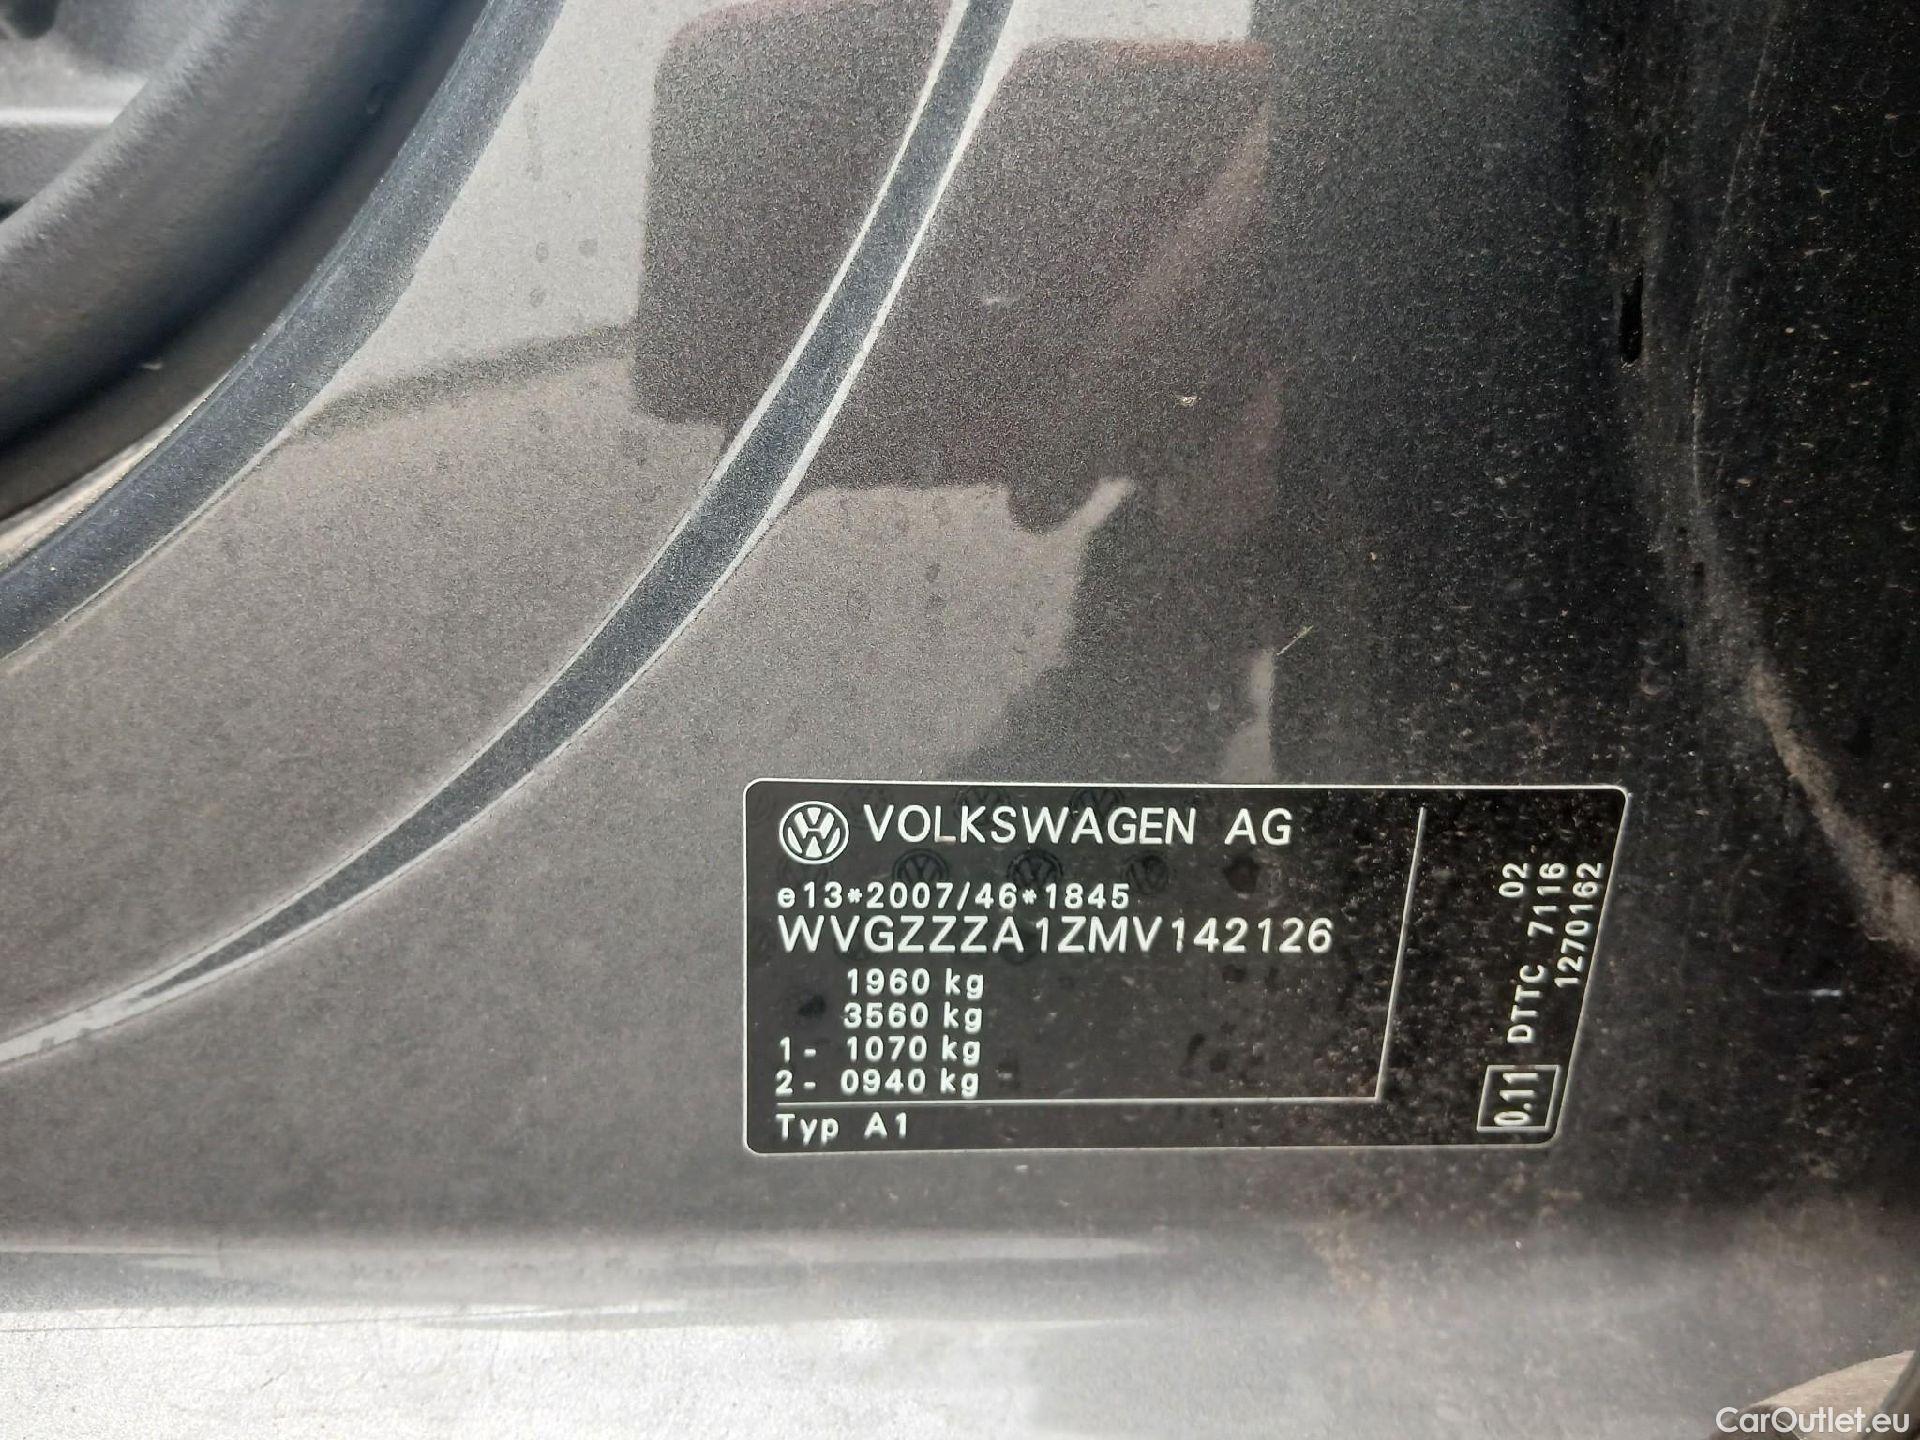 VOLKSWAGEN AG
e13*2007/46*1845
WVGZZZA1ZMV142126
1960 kg
3560 kg
1- 1070 kg
2- 0940 kg
Typ A1
02
DTTC 7116
1270162
0.11
CarOutlet.eu